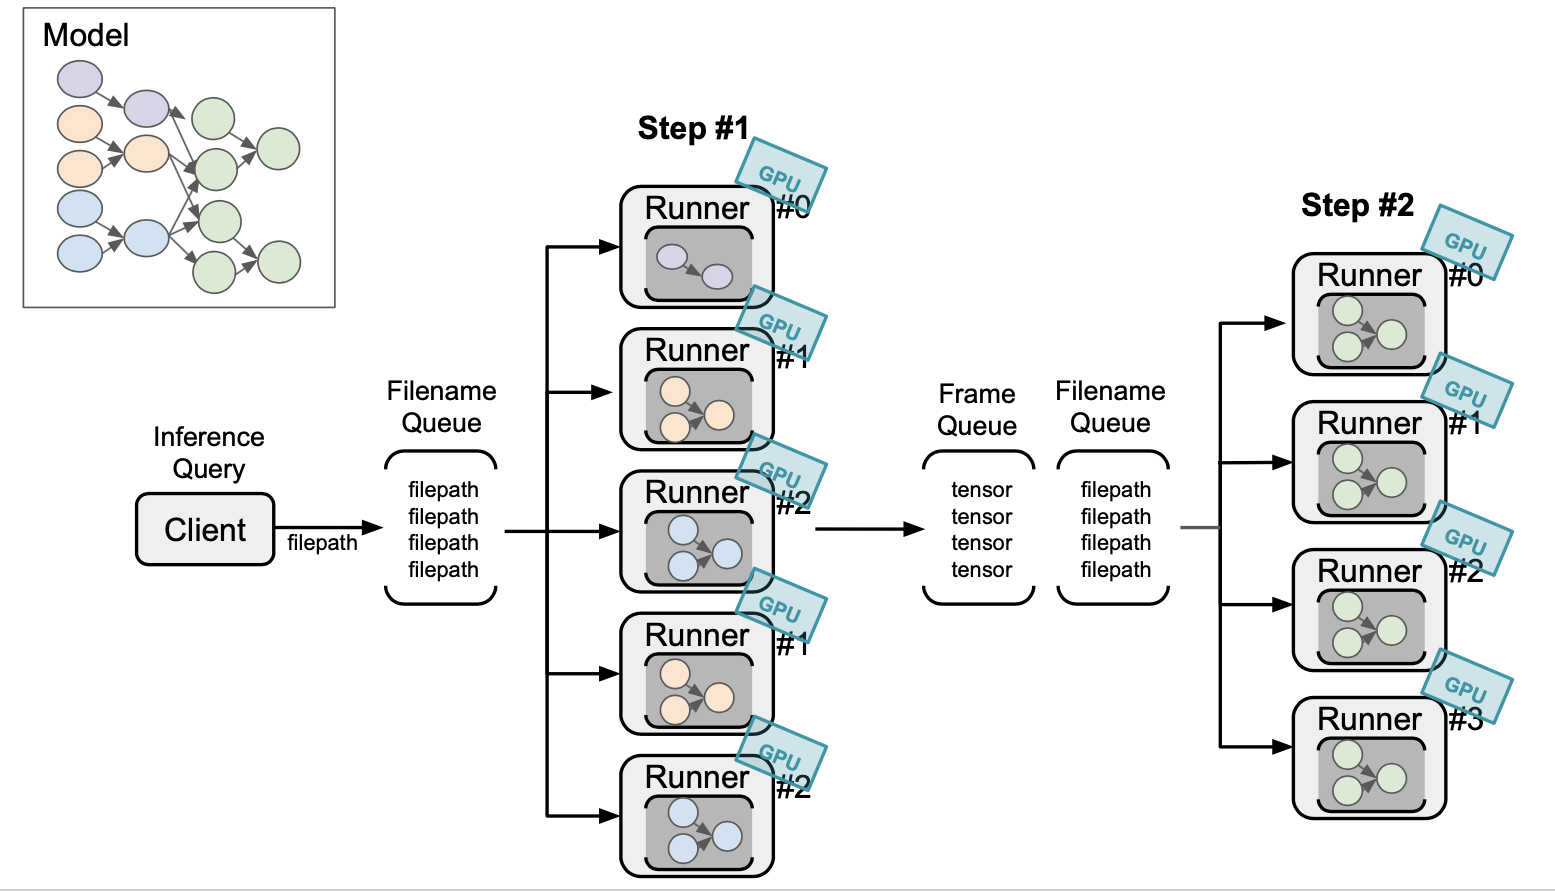 Model
Step #1
GPU
Runner #0
GPU
Runner #1
GPU
Runner #2
GPU
Runner #1
GPU
Runner #2
Inference
Query
Client
filepath
Filename
Queue
filepath
filepath
filepath
filepath
Frame
Queue
tensor
tensor
tensor
tensor
Filename
Queue
filepath
filepath
filepath
filepath
Step #2
GPU
Runner #0
GPU
Runner #1
GPU
Runner #2
GPU
Runner #3